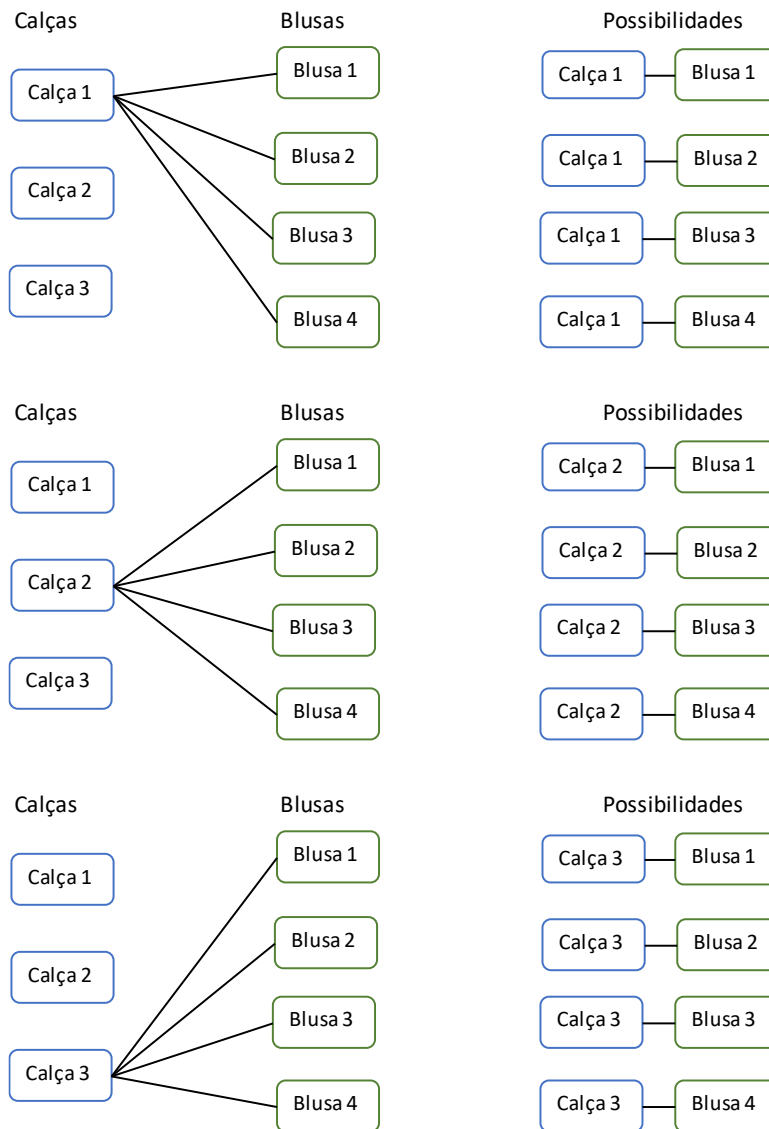 Calças Blusas Possibilidades
Calça 1 Blusa 1 Calça 1 Blusa 1
Calça 2 Blusa 2 Calça 1 Blusa 2
Calça 3 Blusa 3 Calça 1 Blusa 3
Blusa 4 Calça 1 Blusa 4
Calças Blusas Possibilidades
Calça 1 Blusa 1 Calça 2 Blusa 1
Calça 2 Blusa 2 Calça 2 Blusa 2
Calça 3 Blusa 3 Calça 2 Blusa 3
Blusa 4 Calça 2 Blusa 4
Calças Blusas Possibilidades
Calça 1 Blusa 1 Calça 3 Blusa 1
Calça 2 Blusa 2 Calça 3 Blusa 2
Calça 3 Blusa 3 Calça 3 Blusa 3
Blusa 4 Calça 3 Blusa 4